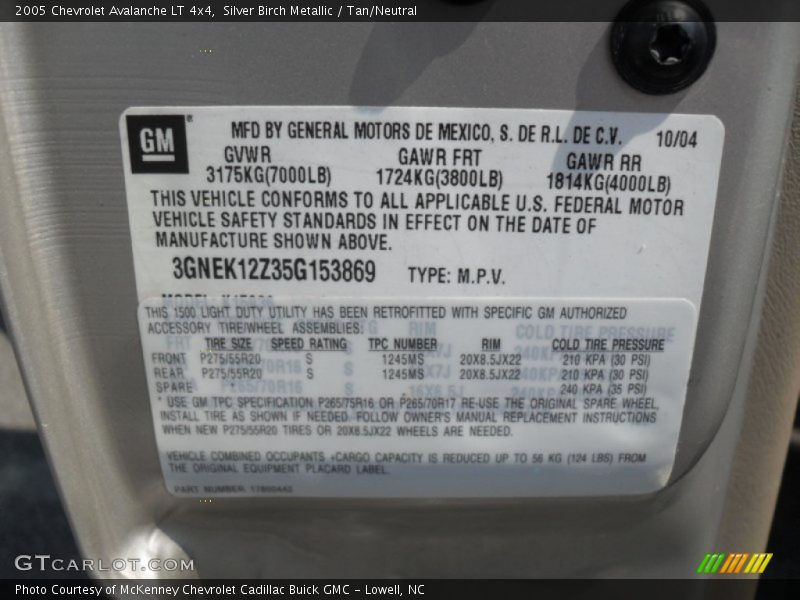 2005 Chevrolet Avalanche LT 4x4, Silver Birch Metallic / Tan/Neutral
GM
MFD BY GENERAL MOTORS DE MEXICO, S. DE R.L. DE C.V. 10/04
GVWR GAWR FRT GAWR RR
3175KG(7000LB) 1724KG(3800LB) 1814KG(4000LB)
THIS VEHICLE CONFORMS TO ALL APPLICABLE U.S. FEDERAL MOTOR
VEHICLE SAFETY STANDARDS IN EFFECT ON THE DATE OF
MANUFACTURE SHOWN ABOVE.
3GNEK12Z35G153869 TYPE: M.P.V.
THIS 1500 LIGHT DUTY UTILITY HAS BEEN RETROFITTED WITH SPECIFIC GM AUTHORIZED
ACCESSORY TIRE/WHEEL ASSEMBLIES:
TIRE SIZE SPEED RATING TPC NUMBER RIM COLD TIRE PRESSURE
FRONT P275/55R20 S 1245MS 20X8.5JX22 210 KPA (30 PSI)
REAR P275/55R20 S 1245MS 20X8.5JX22 210 KPA (30 PSI)
SPARE 240 KPA (35 PSI)
* USE GM TPC SPECIFICATION P265/75R16 OR P265/70R17 RE-USE THE ORIGINAL SPARE WHEEL.
INSTALL TIRE AS SHOWN IF NEEDED. FOLLOW OWNER'S MANUAL REPLACEMENT INSTRUCTIONS
WHEN NEW P275/55R20 TIRES OR 20X8.5JX22 WHEELS ARE NEEDED.
VEHICLE COMBINED OCCUPANTS +CARGO CAPACITY IS REDUCED UP TO 56 KG (124 LBS) FROM
THE ORIGINAL EQUIPMENT PLACARD LABEL.
PART NUMBER
GTCARLOT.COM
Photo Courtesy of McKenney Chevrolet Cadillac Buick GMC - Lowell, NC